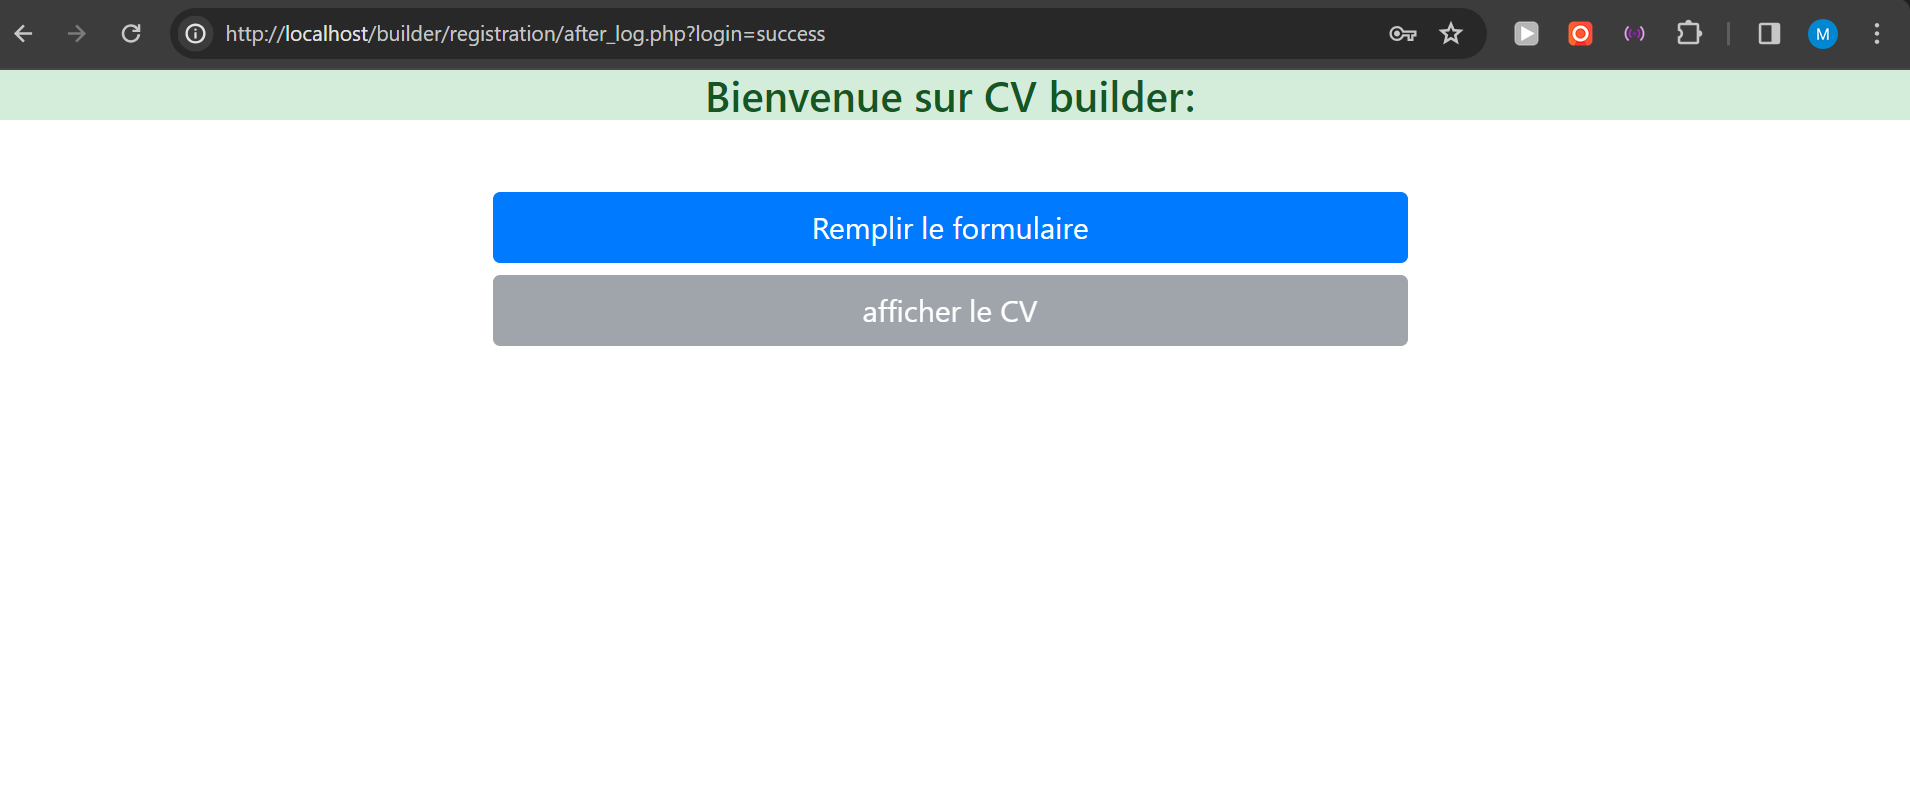 http://localhost/builder/registration/after_log.php?login=success
M
Bienvenue sur CV builder:
Remplir le formulaire
afficher le CV